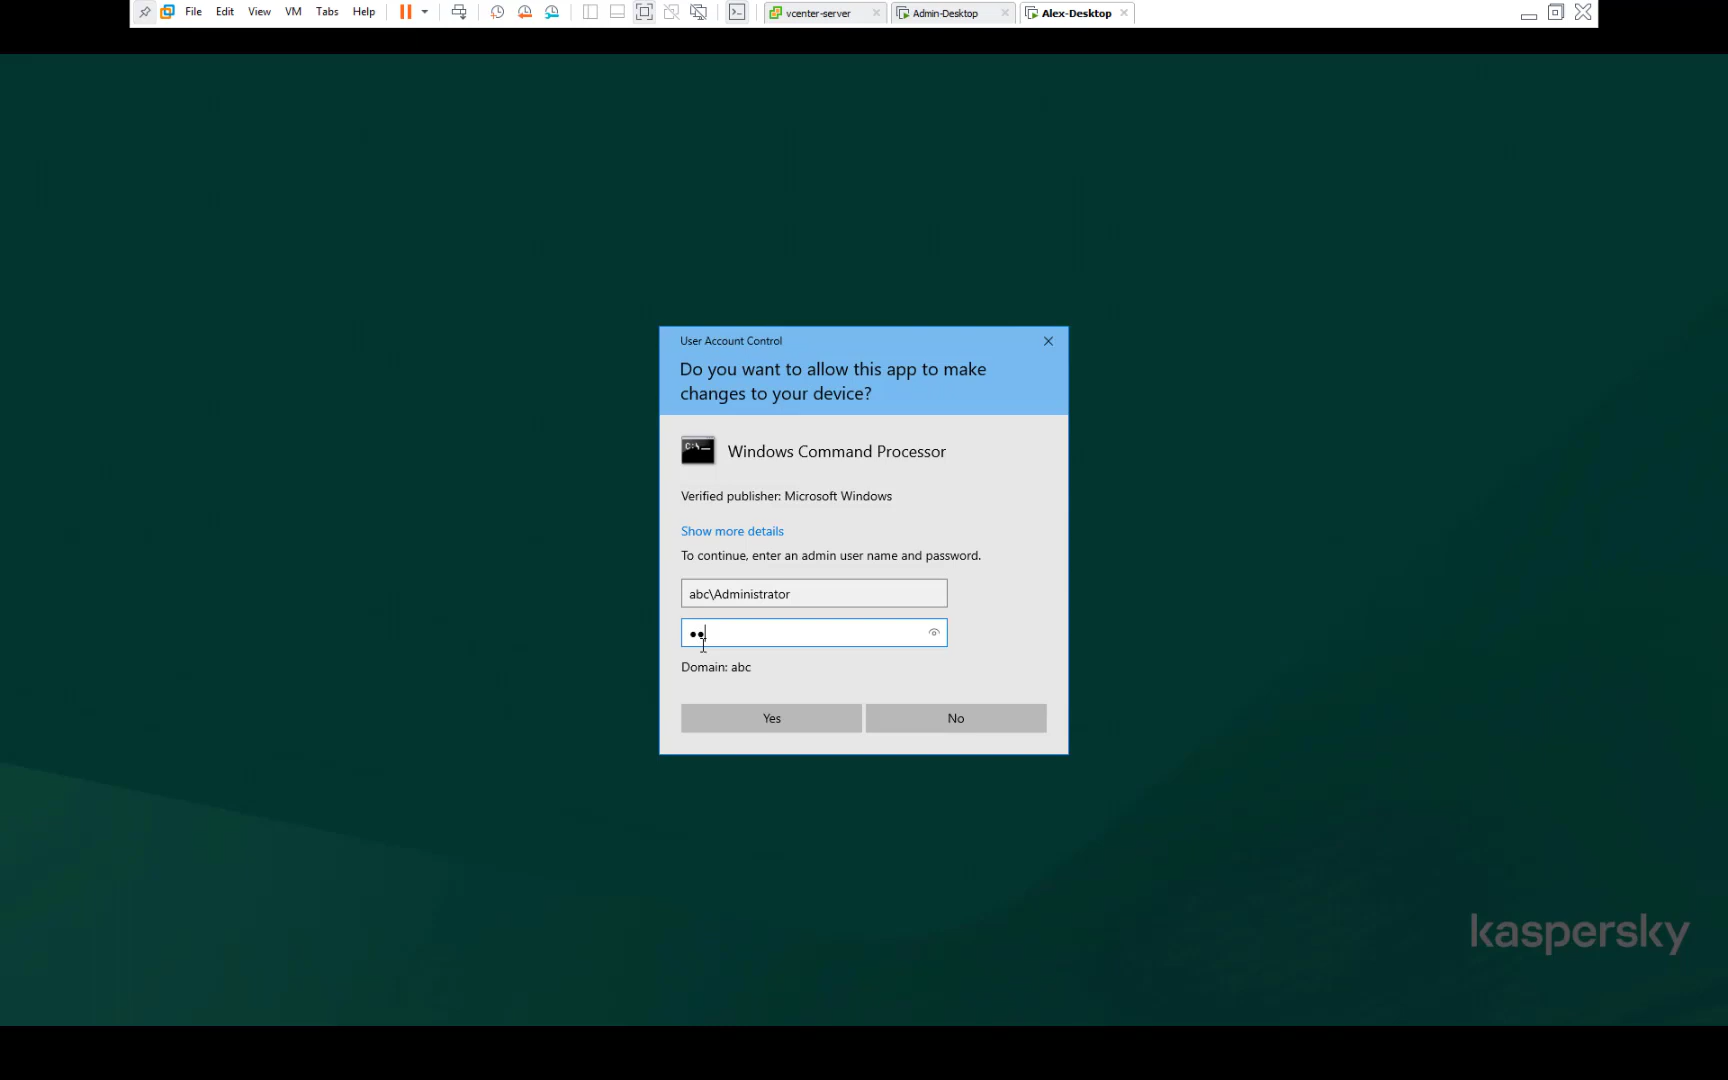 File Edit View VM Tabs Help vcenter-server Admin-Desktop Alex-Desktop
User Account Control
Do you want to allow this app to make
changes to your device?
C:\
Windows Command Processor
Verified publisher: Microsoft Windows
Show more details
To continue, enter an admin user name and password.
abc\Administrator
●●
Domain: abc
Yes No
kaspersky